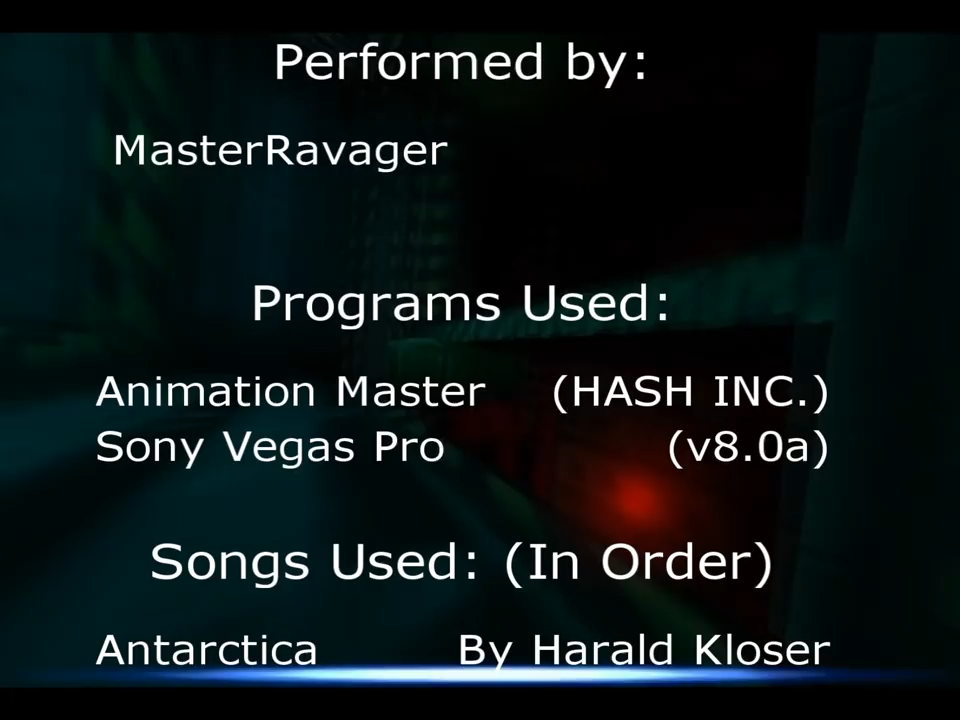 Performed by:
MasterRavager
Programs Used:
Animation Master (HASH INC.)
Sony Vegas Pro (v8.0a)
Songs Used: (In Order)
Antarctica By Harald Kloser